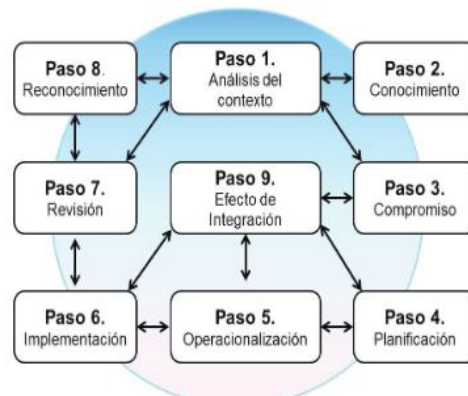 Paso 8.
Reconocimiento
Paso 1.
Análisis del
contexto
Paso 2.
Conocimiento
Paso 7.
Revisión
Paso 9.
Efecto de
Integración
Paso 3.
Compromiso
Paso 6.
Implementación
Paso 5.
Operacionalización
Paso 4.
Planificación